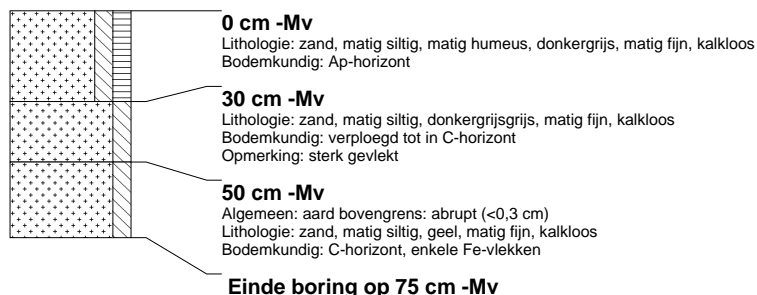 0 cm -Mv
Lithologie: zand, matig siltig, matig humeus, donkergrijs, matig fijn, kalkloos
Bodemkundig: Ap-horizont
30 cm -Mv
Lithologie: zand, matig siltig, donkergrijsgrijs, matig fijn, kalkloos
Bodemkundig: verploegd tot in C-horizont
Opmerking: sterk gevlekt
50 cm -Mv
Algemeen: aard bovengrens: abrupt (<0,3 cm)
Lithologie: zand, matig siltig, geel, matig fijn, kalkloos
Bodemkundig: C-horizont, enkele Fe-vlekken
Einde boring op 75 cm -Mv